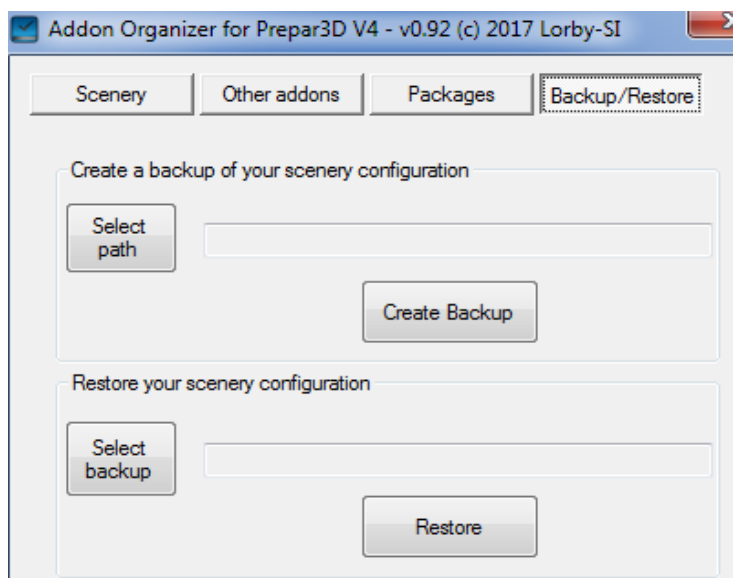 Addon Organizer for Prepar3D V4 - v0.92 (c) 2017 Lorby-SI
Scenery Other addons Packages Backup/Restore
Create a backup of your scenery configuration
Select
path
Create Backup
Restore your scenery configuration
Select
backup
Restore